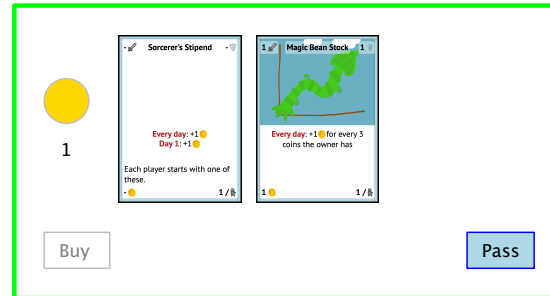 - Sorcerer's Stipend -
1 Magic Bean Stock 1
1
Every day: +1
Day 1: +1
Each player starts with one of
these.
- 1 /
Every day: +1 for every 3
coins the owner has
1 1 /
Buy
Pass